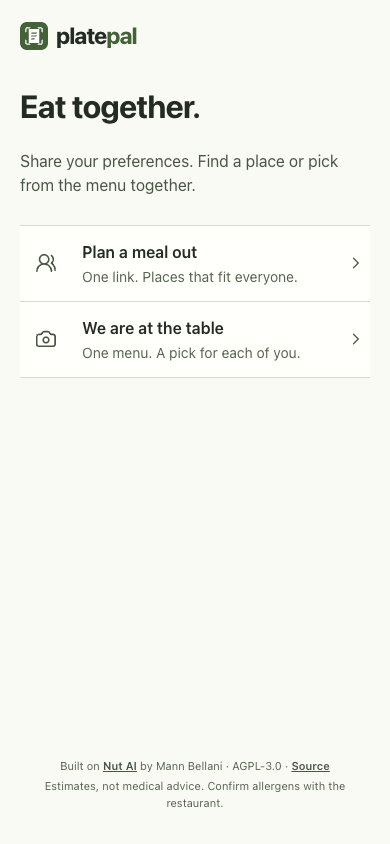 platepal
Eat together.
Share your preferences. Find a place or pick
from the menu together.
Plan a meal out
One link. Places that fit everyone.
We are at the table
One menu. A pick for each of you.
Built on Nut AI by Mann Bellani · AGPL-3.0 · Source
Estimates, not medical advice. Confirm allergens with the
restaurant.